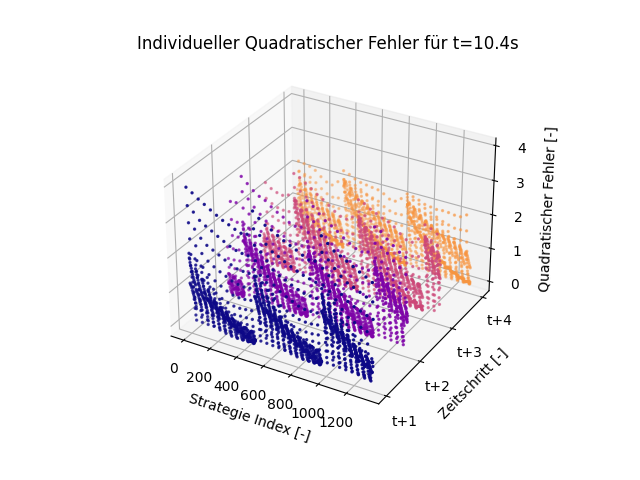 Individueller Quadratischer Fehler für t=10.4s
4
3
2
1
0
Quadratischer Fehler [-]
t+4
t+3
t+2
t+1
Zeitschritt [-]
0
200
400
600
800
1000
1200
Strategie Index [-]